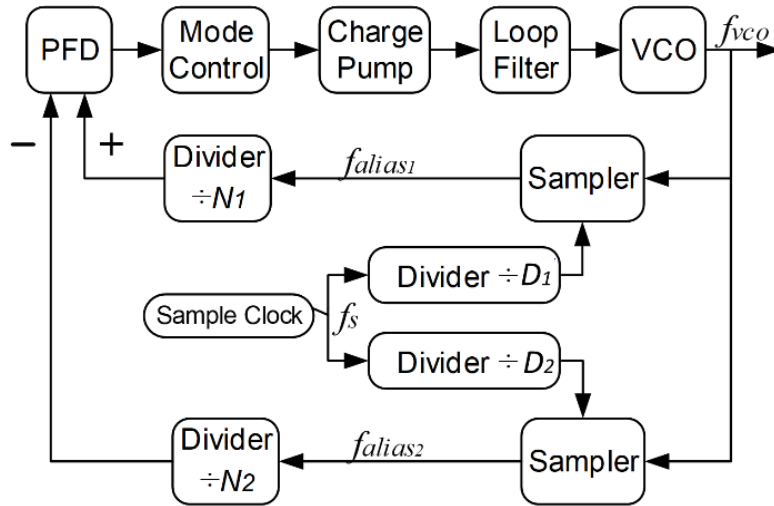 PFD
Mode
Control
Charge
Pump
Loop
Filter
VCO
fvco
−
+
Divider
÷N1
falias1
Sampler
Divider ÷D1
Sample Clock
fs
Divider ÷D2
Divider
÷N2
falias2
Sampler